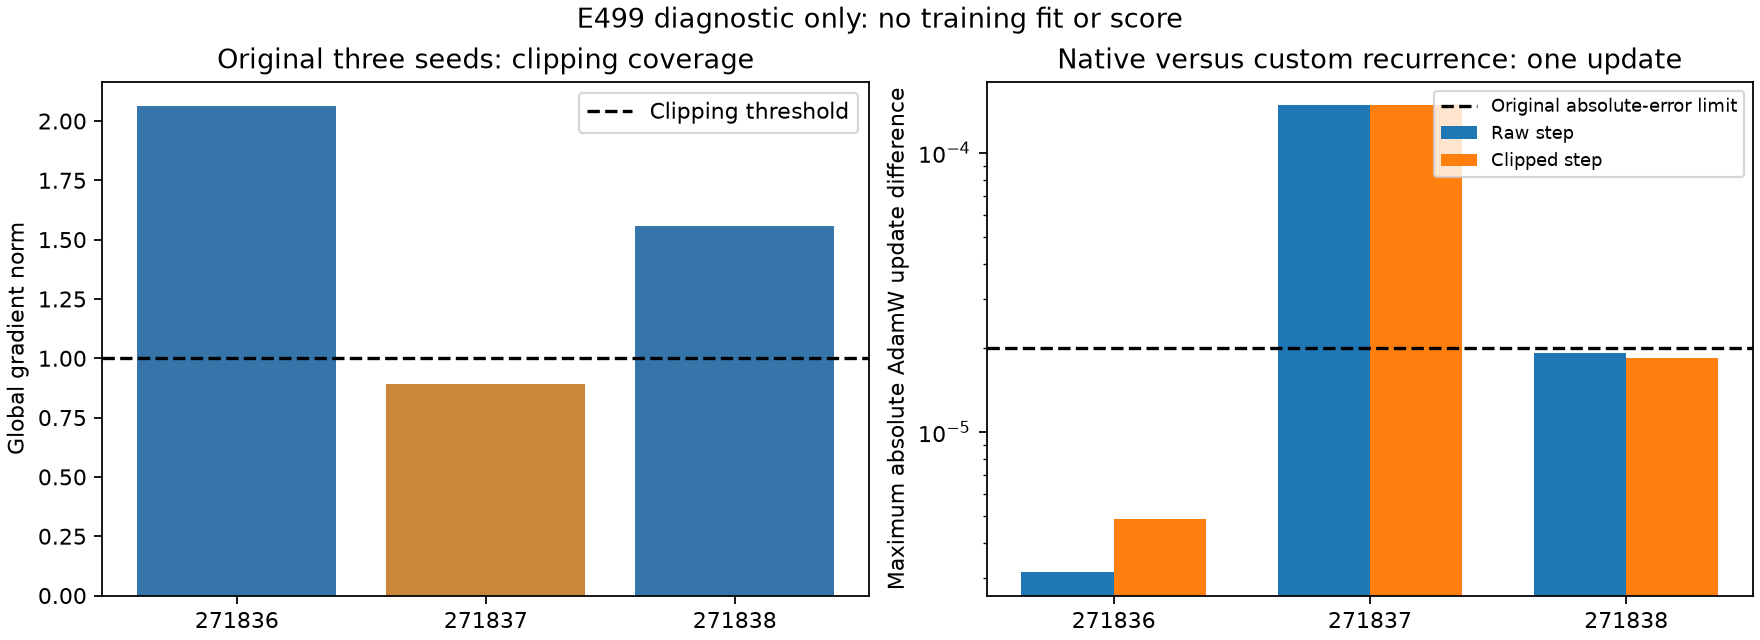 E499 diagnostic only: no training fit or score
Original three seeds: clipping coverage
Global gradient norm
2.00
1.75
1.50
1.25
1.00
0.75
0.50
0.25
0.00
Clipping threshold
271836
271837
271838
Native versus custom recurrence: one update
Maximum absolute AdamW update difference
10⁻⁴
10⁻⁵
Original absolute-error limit
Raw step
Clipped step
271836
271837
271838